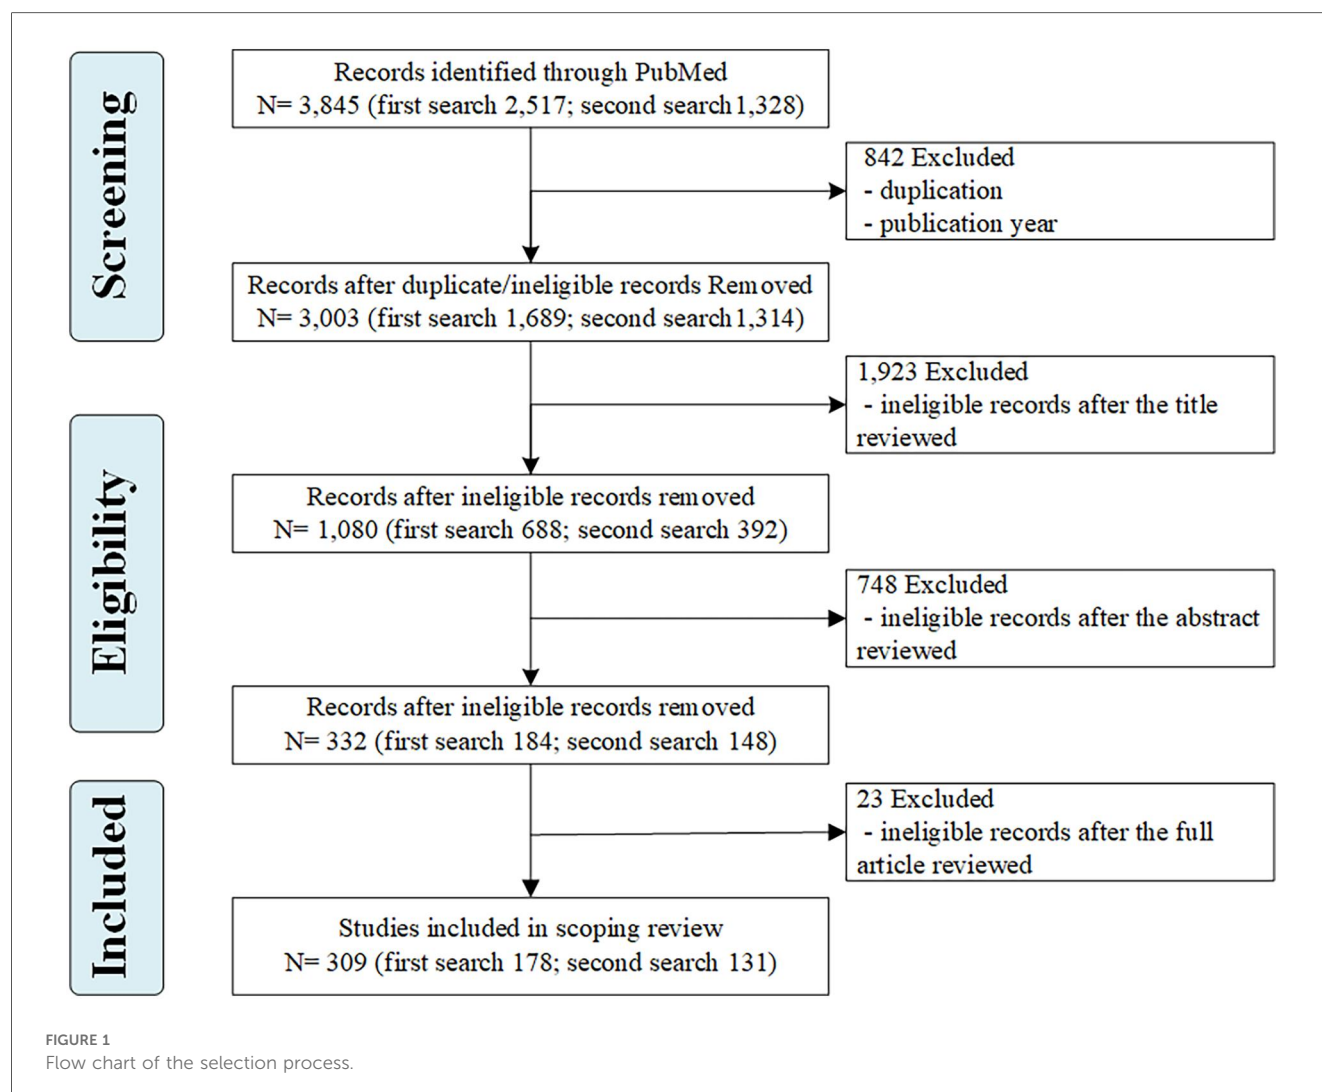 Screening
Records identified through PubMed
N= 3,845 (first search 2,517; second search 1,328)
842 Excluded
- duplication
- publication year
Records after duplicate/ineligible records Removed
N= 3,003 (first search 1,689; second search 1,314)
1,923 Excluded
- ineligible records after the title
reviewed
Eligibility
Records after ineligible records removed
N= 1,080 (first search 688; second search 392)
748 Excluded
- ineligible records after the abstract
reviewed
Records after ineligible records removed
N= 332 (first search 184; second search 148)
Included
23 Excluded
- ineligible records after the full
article reviewed
Studies included in scoping review
N= 309 (first search 178; second search 131)
FIGURE 1
Flow chart of the selection process.